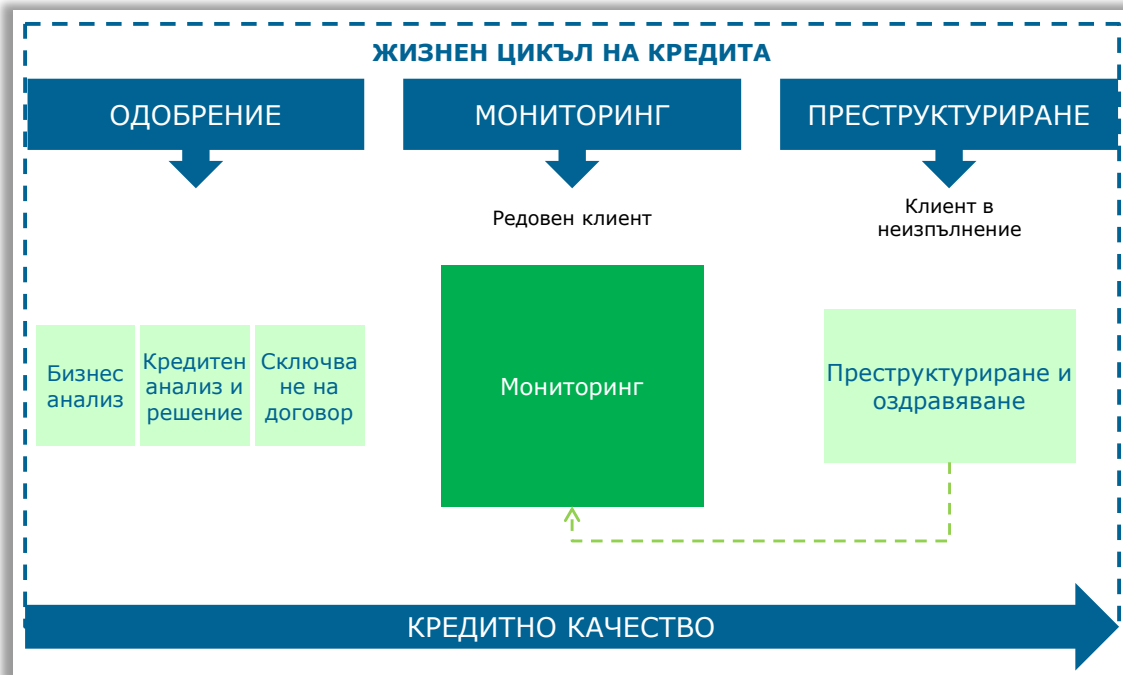 ЖИЗНЕН ЦИКЪЛ НА КРЕДИТА
ОДОБРЕНИЕ
МОНИТОРИНГ
ПРЕСТРУКТУРИРАНЕ
Редовен клиент
Клиент в
неизпълнение
Бизнес
анализ
Кредитен
анализ и
решение
Сключва
не на
договор
Мониторинг
Преструктуриране и
оздравяване
КРЕДИТНО КАЧЕСТВО